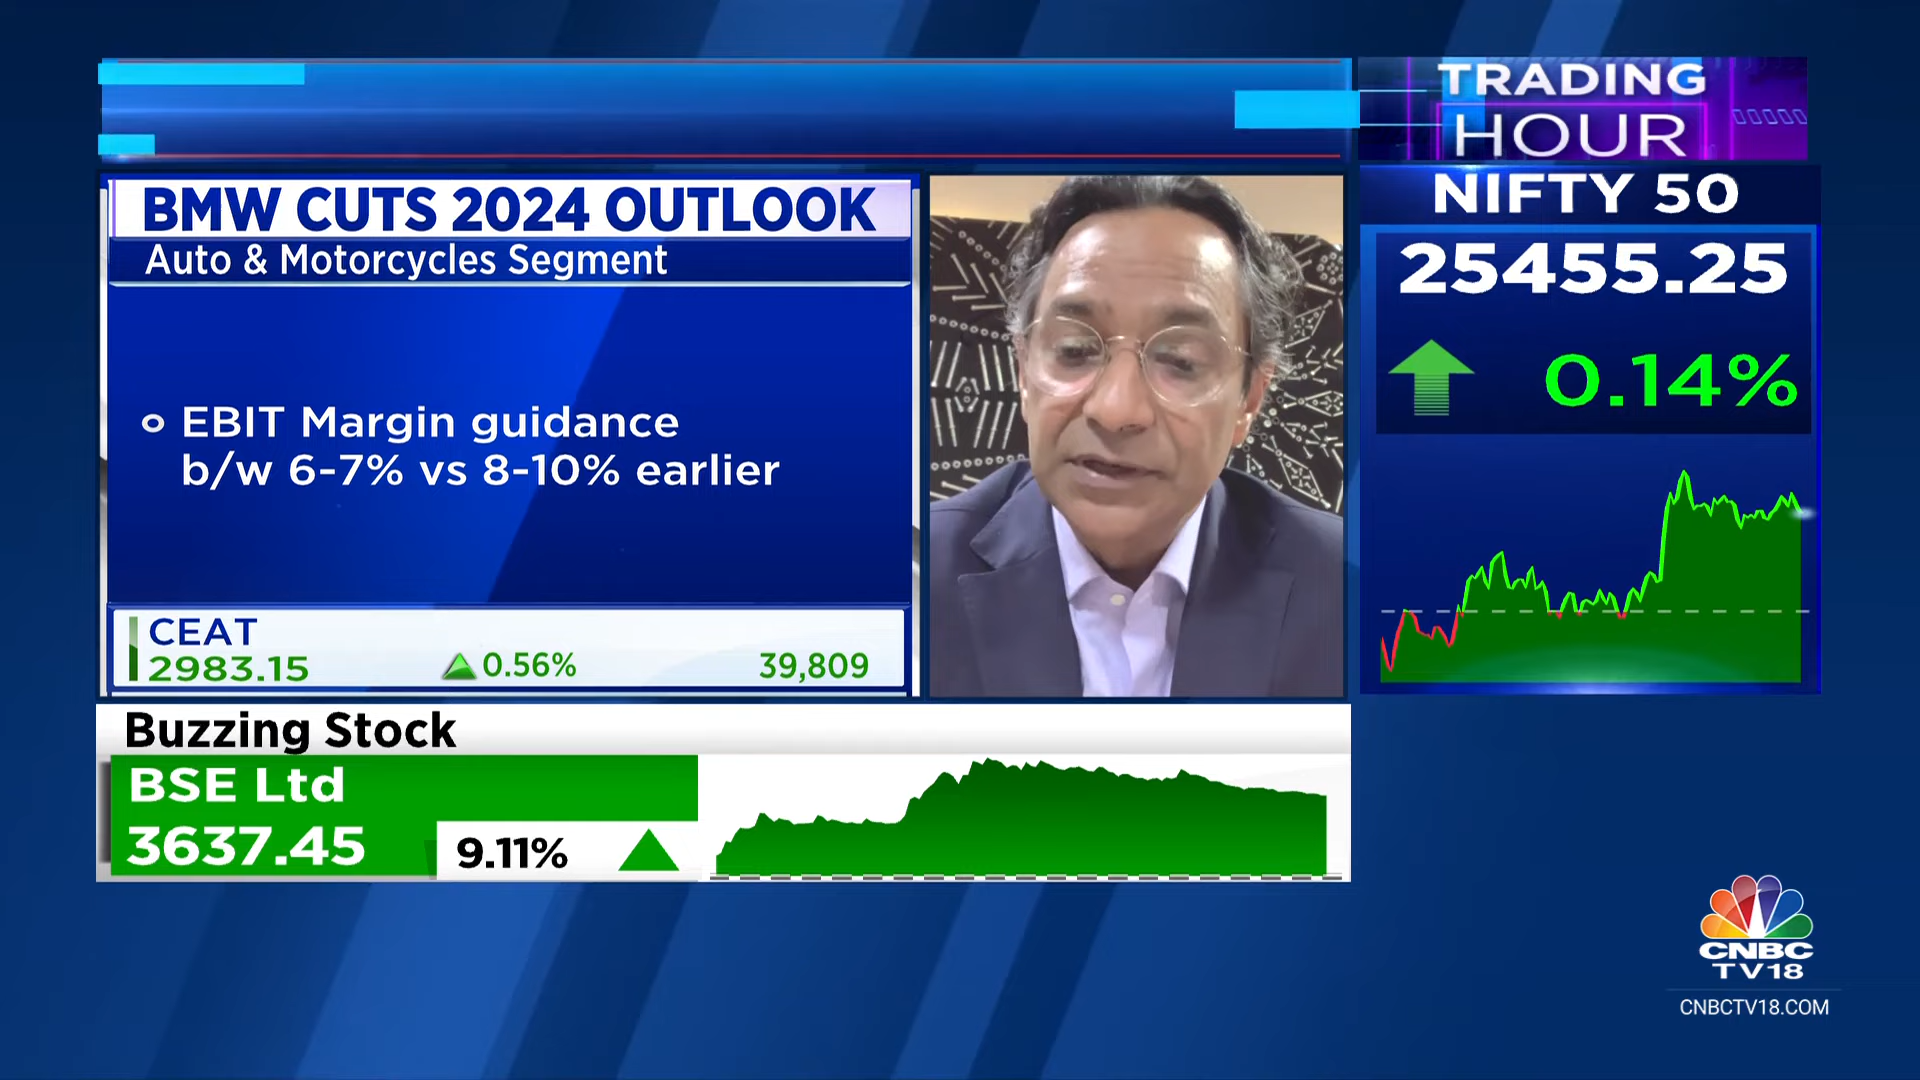 TRADING
HOUR
BMW CUTS 2024 OUTLOOK
Auto & Motorcycles Segment
EBIT Margin guidance
b/w 6-7% vs 8-10% earlier
CEAT
2983.15 0.56% 39,809
NIFTY 50
25455.25
0.14%
Buzzing Stock
BSE Ltd
3637.45
9.11%
CNBC
TV18
CNBCTV18.COM